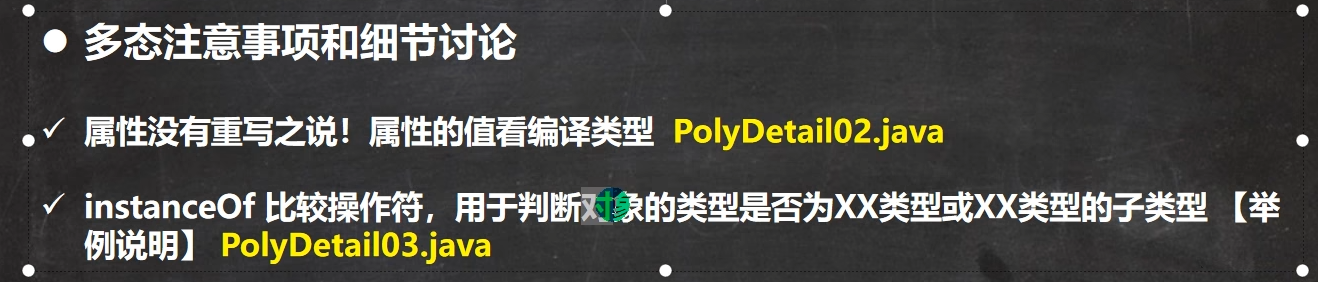 ● 多态注意事项和细节讨论
✓ 属性没有重写之说！属性的值看编译类型 PolyDetail02.java
✓ instanceOf 比较操作符，用于判断对象的类型是否为XX类型或XX类型的子类型 【举
例说明】 PolyDetail03.java